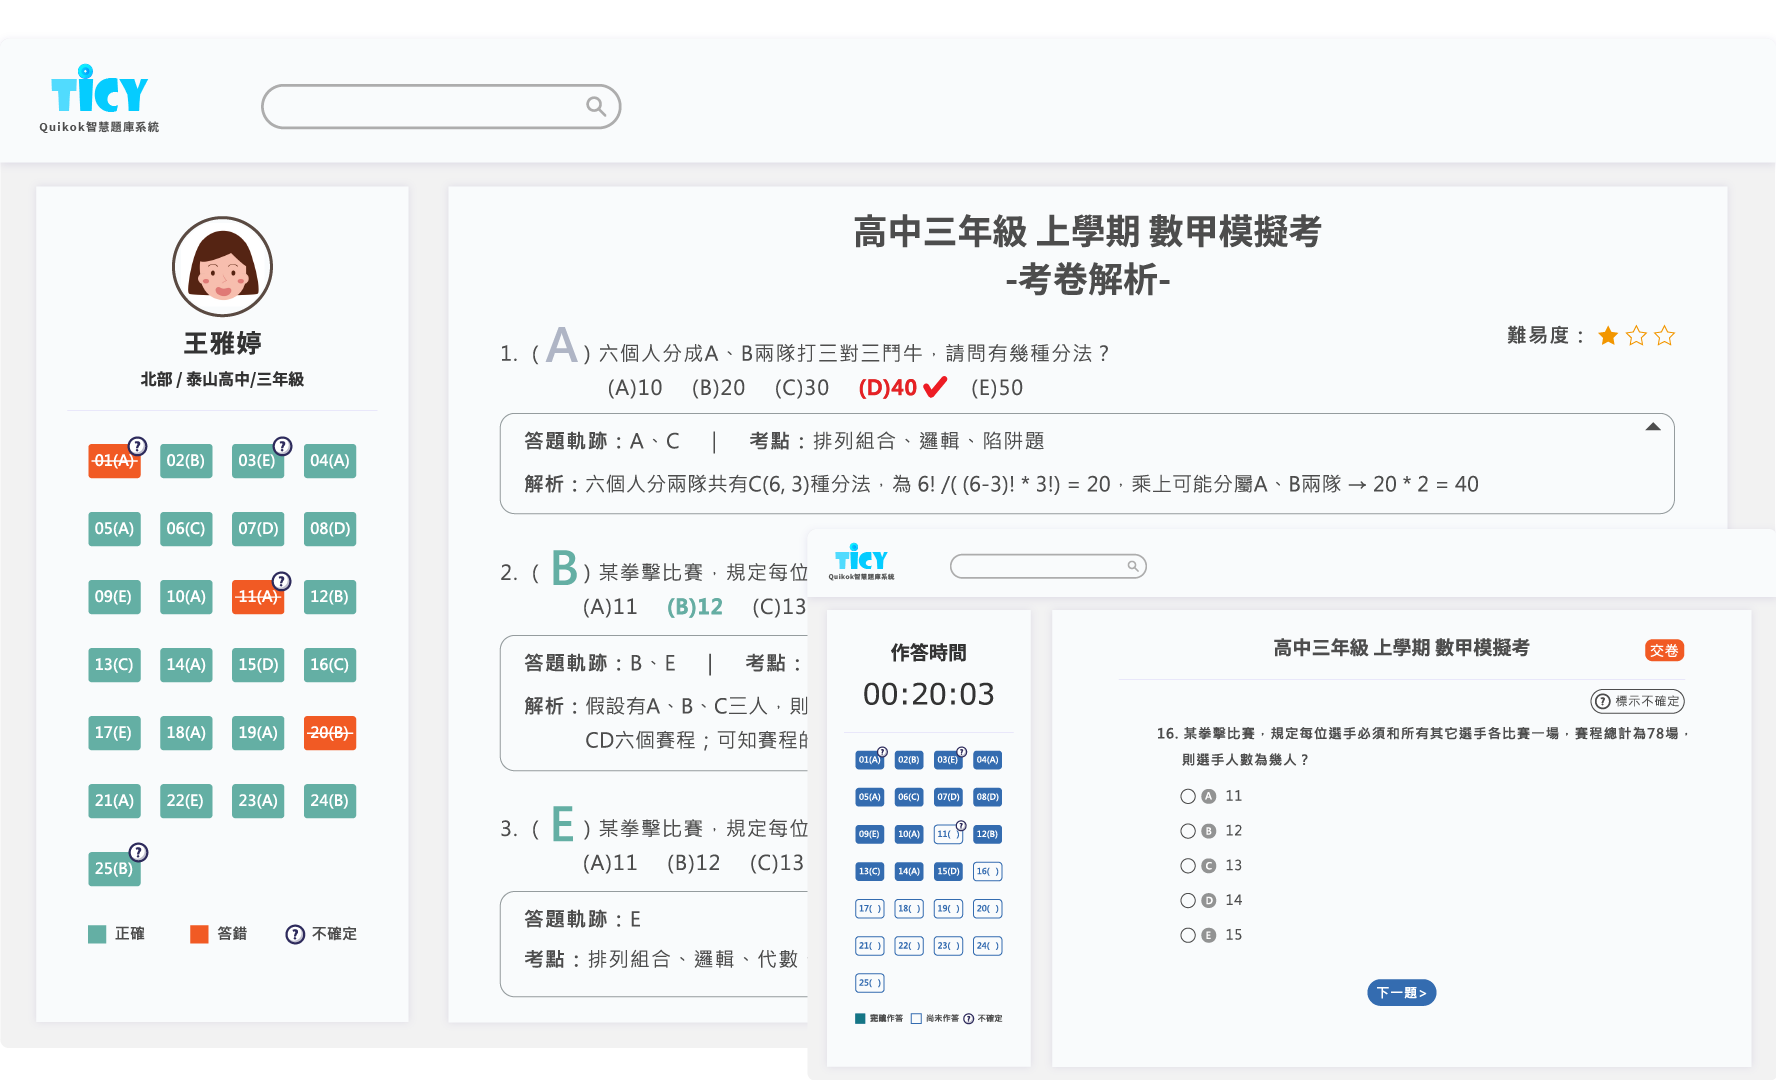 TiCY
Quikok智慧題庫系統
王雅婷
北部 / 泰山高中/三年級
01(A) ? 02(B) 03(E) ? 04(A)
05(A) 06(C) 07(D) 08(D)
09(E) 10(A) 11(A) ? 12(B)
13(C) 14(A) 15(D) 16(C)
17(E) 18(A) 19(A) 20(B)
21(A) 22(E) 23(A) 24(B)
25(B) ?
正確 答錯 ? 不確定
高中三年級 上學期 數甲模擬考
-考卷解析-
難易度：
1. ( A ) 六個人分成A、B兩隊打三對三鬥牛，請問有幾種分法？
(A)10 (B)20 (C)30 (D)40 (E)50
答題軌跡：A、C | 考點：排列組合、邏輯、陷阱題
解析：六個人分兩隊共有C(6, 3)種分法，為 6! /( (6-3)! * 3!) = 20，乘上可能分屬A、B兩隊 → 20 * 2 = 40
2. ( B ) 某拳擊比賽，規定每位
(A)11 (B)12 (C)13
答題軌跡：B、E | 考點：
解析：假設有A、B、C三人，則
CD六個賽程；可知賽程的
3. ( E ) 某拳擊比賽，規定每位
(A)11 (B)12 (C)13
答題軌跡：E
考點：排列組合、邏輯、代數
TiCY
Quikok智慧題庫系統
作答時間
00:20:03
01(A) ? 02(B) 03(E) ? 04(A)
05(A) 06(C) 07(D) 08(D)
09(E) 10(A) 11( ) ? 12(B)
13(C) 14(A) 15(D) 16( )
17( ) 18( ) 19( ) 20( )
21( ) 22( ) 23( ) 24( )
25( )
作答 尚未作答 ? 不確定
高中三年級 上學期 數甲模擬考
交卷
? 標示不確定
16. 某拳擊比賽，規定每位選手必須和所有其它選手各比賽一場，賽程總計為78場，
則選手人數為幾人？
A 11
B 12
C 13
D 14
E 15
下一題>